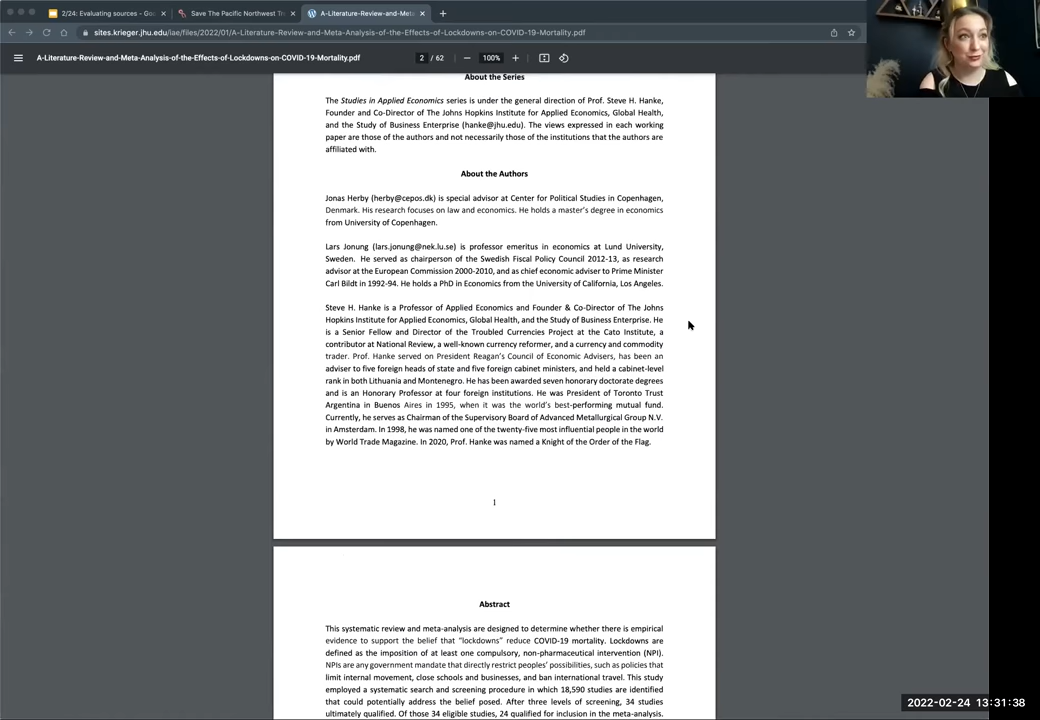 2/24: Evaluating sources - Go
Save The Pacific Northwest Tr
A-Literature-Review-and-Meta-
sites.krieger.jhu.edu/iae/files/2022/01/A-Literature-Review-and-Meta-Analysis-of-the-Effects-of-Lockdowns-on-COVID-19-Mortality.pdf
A-Literature-Review-and-Meta-Analysis-of-the-Effects-of-Lockdowns-on-COVID-19-Mortality.pdf
2 / 62
100%
About the Series
The Studies in Applied Economics series is under the general direction of Prof. Steve H. Hanke,
Founder and Co-Director of The Johns Hopkins Institute for Applied Economics, Global Health,
and the Study of Business Enterprise (hanke@jhu.edu). The views expressed in each working
paper are those of the authors and not necessarily those of the institutions that the authors are
affiliated with.
About the Authors
Jonas Herby (herby@cepos.dk) is special advisor at Center for Political Studies in Copenhagen,
Denmark. His research focuses on law and economics. He holds a master's degree in economics
from University of Copenhagen.
Lars Jonung (lars.jonung@nek.lu.se) is professor emeritus in economics at Lund University,
Sweden. He served as chairperson of the Swedish Fiscal Policy Council 2012-13, as research
advisor at the European Commission 2000-2010, and as chief economic adviser to Prime Minister
Carl Bildt in 1992-94. He holds a PhD in Economics from the University of California, Los Angeles.
Steve H. Hanke is a Professor of Applied Economics and Founder & Co-Director of The Johns
Hopkins Institute for Applied Economics, Global Health, and the Study of Business Enterprise. He
is a Senior Fellow and Director of the Troubled Currencies Project at the Cato Institute, a
contributor at National Review, a well-known currency reformer, and a currency and commodity
trader. Prof. Hanke served on President Reagan's Council of Economic Advisers, has been an
adviser to five foreign heads of state and five foreign cabinet ministers, and held a cabinet-level
rank in both Lithuania and Montenegro. He has been awarded seven honorary doctorate degrees
and is an Honorary Professor at four foreign institutions. He was President of Toronto Trust
Argentina in Buenos Aires in 1995, when it was the world's best-performing mutual fund.
Currently, he serves as Chairman of the Supervisory Board of Advanced Metallurgical Group N.V.
in Amsterdam. In 1998, he was named one of the twenty-five most influential people in the world
by World Trade Magazine. In 2020, Prof. Hanke was named a Knight of the Order of the Flag.
1
Abstract
This systematic review and meta-analysis are designed to determine whether there is empirical
evidence to support the belief that "lockdowns" reduce COVID-19 mortality. Lockdowns are
defined as the imposition of at least one compulsory, non-pharmaceutical intervention (NPI).
NPIs are any government mandate that directly restrict peoples' possibilities, such as policies that
limit internal movement, close schools and businesses, and ban international travel. This study
employed a systematic search and screening procedure in which 18,590 studies are identified
that could potentially address the belief posed. After three levels of screening, 34 studies
ultimately qualified. Of those 34 eligible studies, 24 qualified for inclusion in the meta-analysis.
2022-02-24 13:31:38